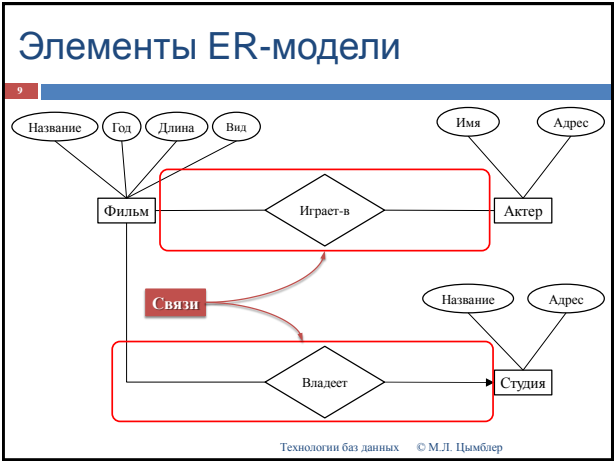 Элементы ER-модели
9
Название
Год
Длина
Вид
Имя
Адрес
Фильм
Играет-в
Актер
Связи
Название
Адрес
Владеет
Студия
Технологии баз данных © М.Л. Цымблер